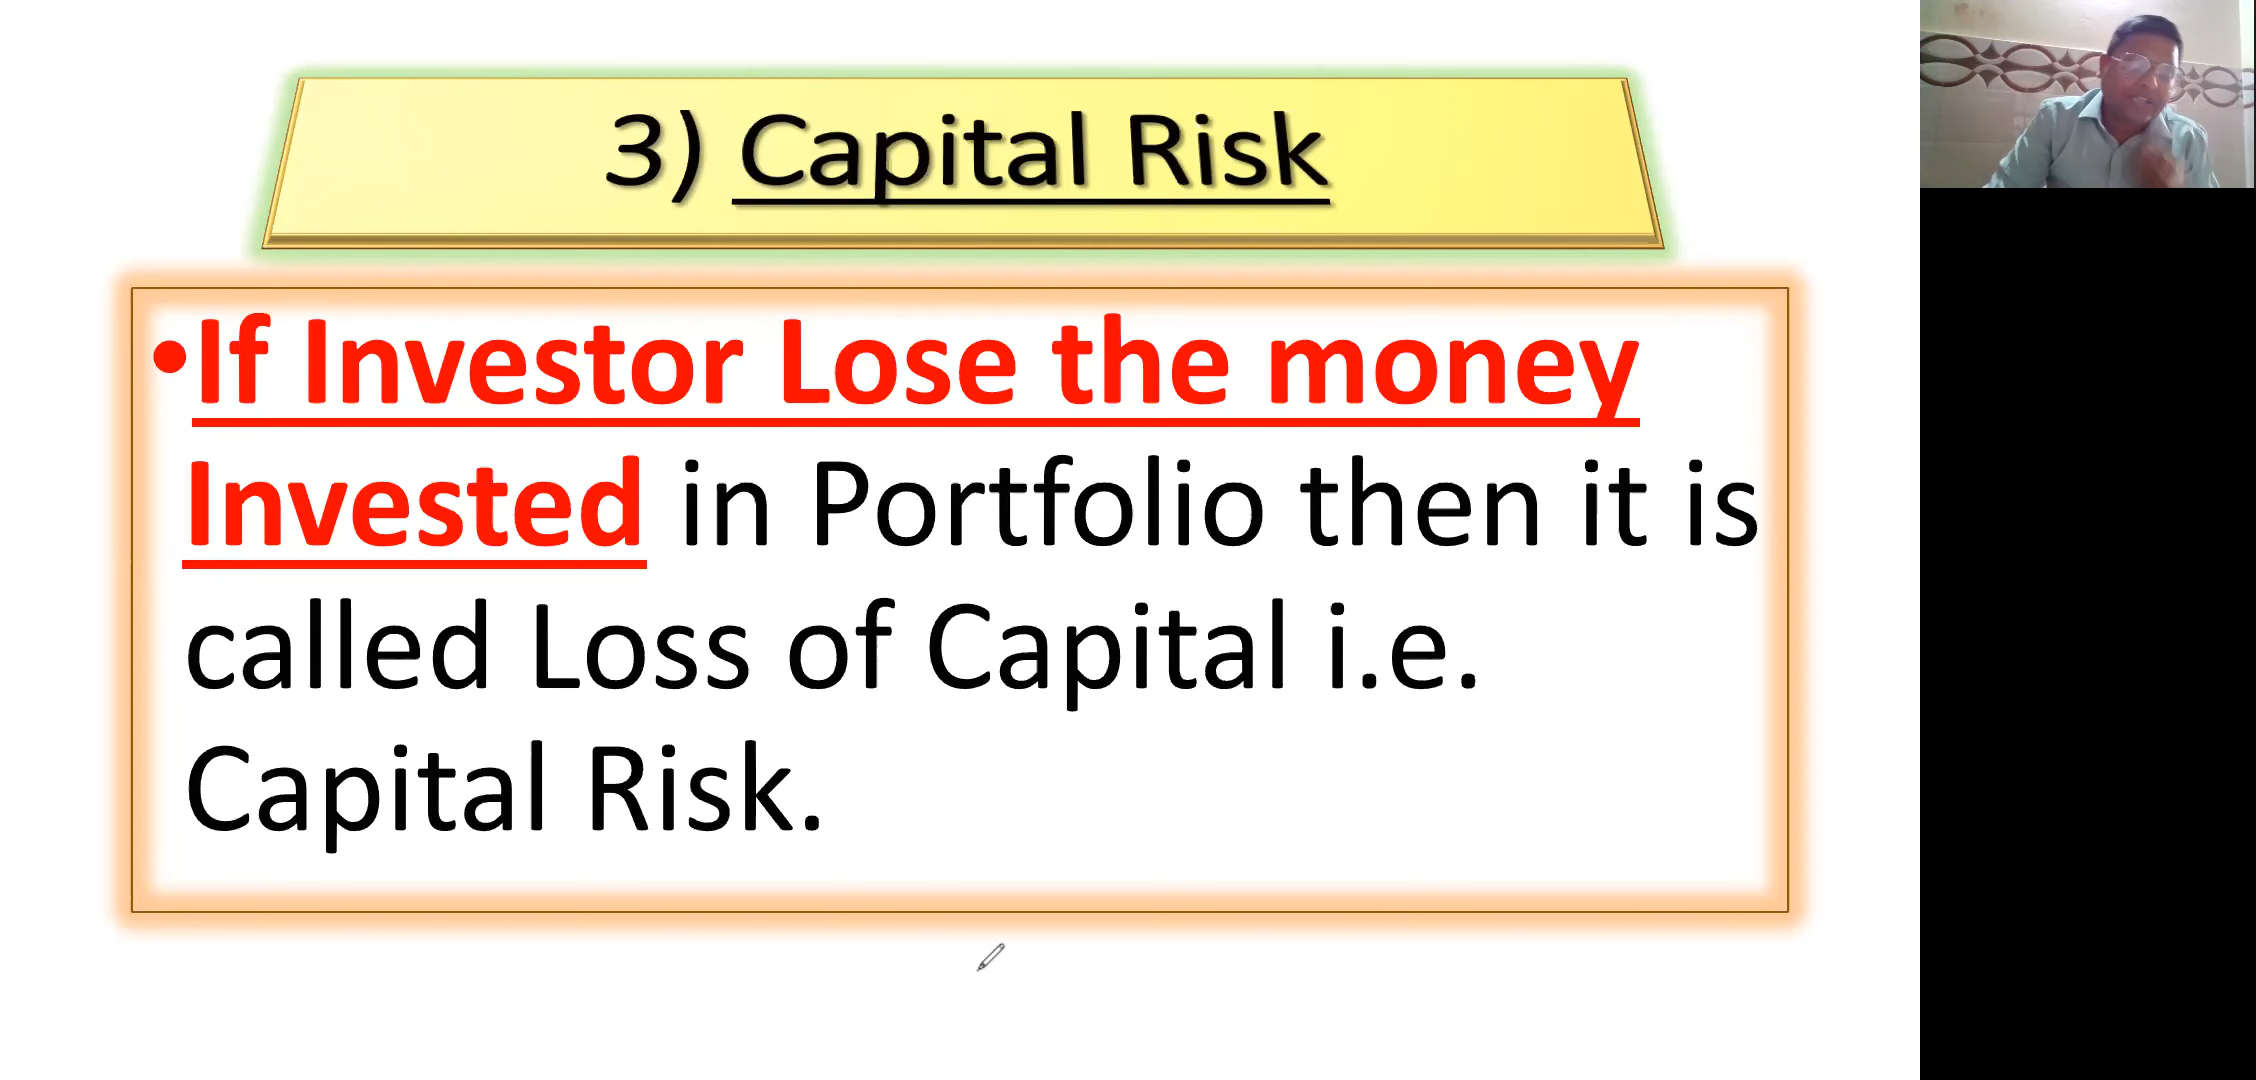 3) Capital Risk
•If Investor Lose the money
Invested in Portfolio then it is
called Loss of Capital i.e.
Capital Risk.